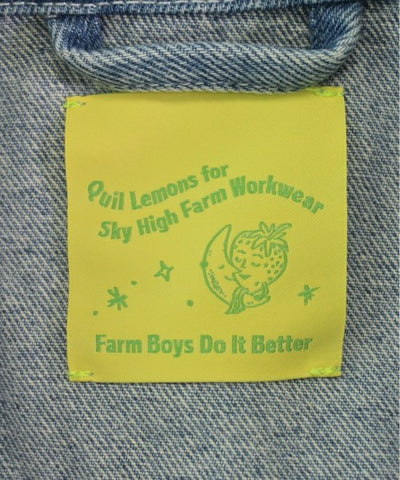 Quil Lemons for
Sky High Farm Workwear
Farm Boys Do It Better